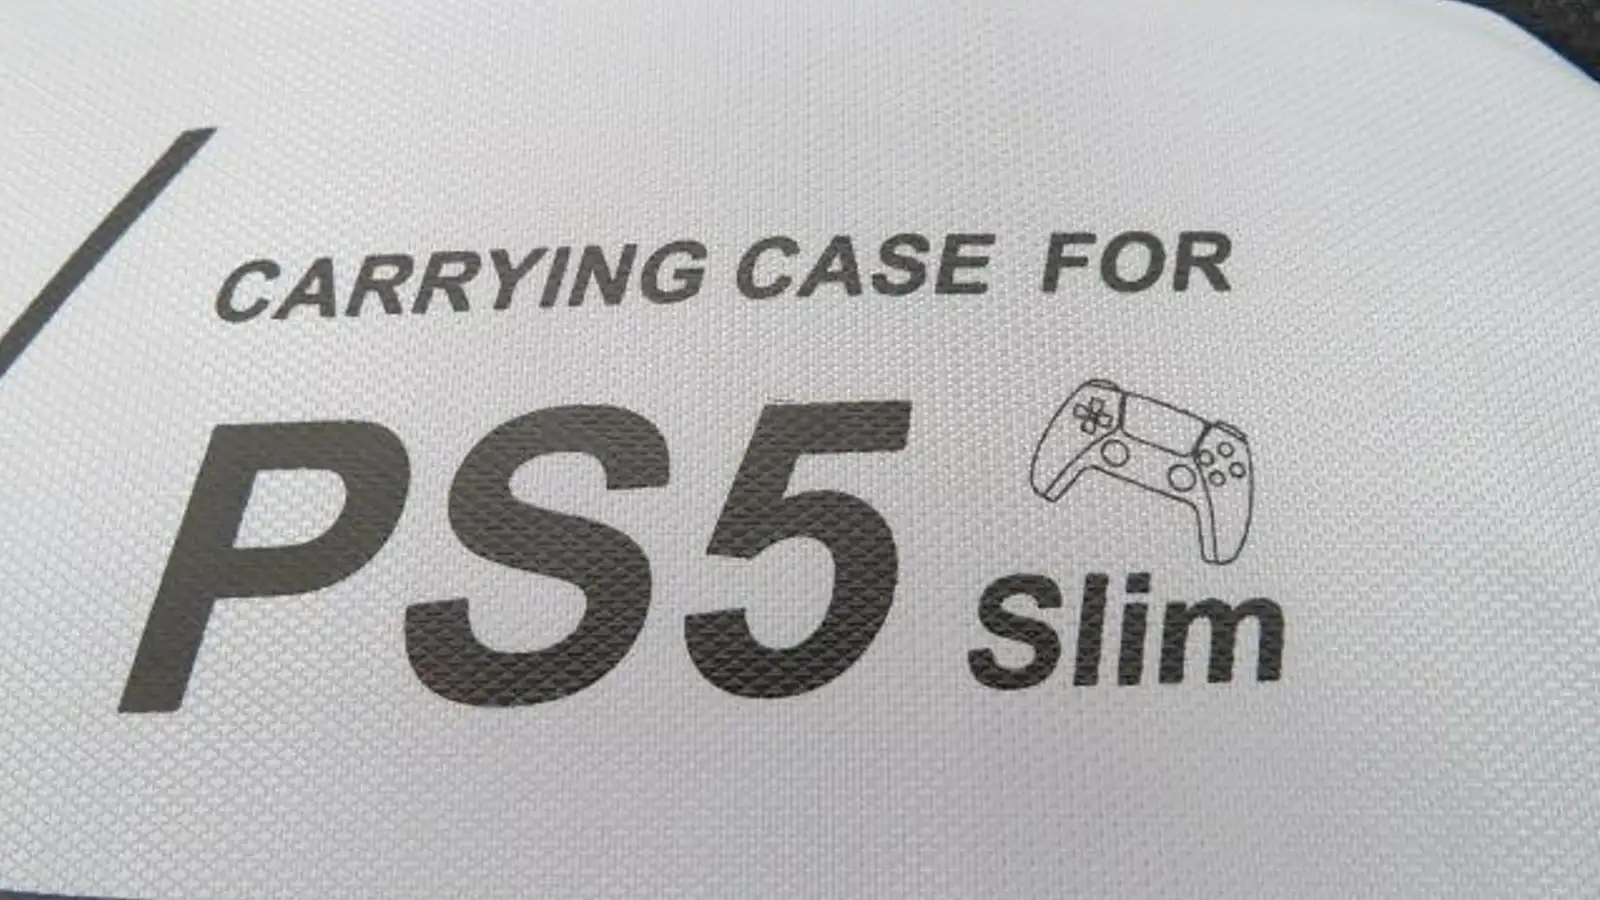 CARRYING CASE FOR
PS5 Slim